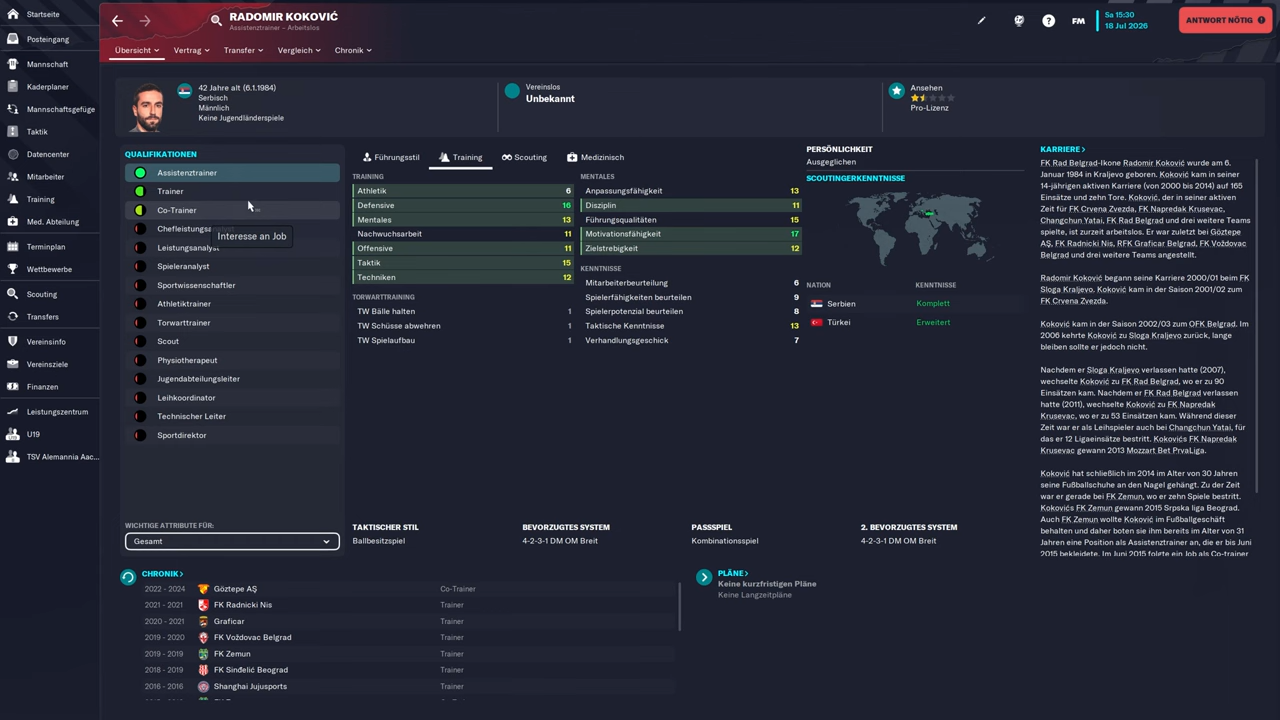 Startseite
Posteingang
Mannschaft
Kaderplaner
Mannschaftsgefüge
Taktik
Datencenter
Mitarbeiter
Training
Med. Abteilung
Terminplan
Wettbewerbe
Scouting
Transfers
Vereinsinfo
Vereinsziele
Finanzen
Leistungszentrum
U19
TSV Alemannia Aac...
RADOMIR KOKOVIĆ
Assistenztrainer - Arbeitslos
FM
Sa 15:30
18 Jul 2026
ANTWORT NÖTIG
Übersicht
Vertrag
Transfer
Vergleich
Chronik
42 Jahre alt (6.1.1984)
Serbisch
Männlich
Keine Jugendländerspiele
Vereinslos
Unbekannt
Ansehen
Pro-Lizenz
QUALIFIKATIONEN
Assistenztrainer
Trainer
Co-Trainer
Chefleistungsa
Interesse an Job
Leistungsanalyst
Spieleranalyst
Sportwissenschaftler
Athletiktrainer
Torwarttrainer
Scout
Physiotherapeut
Jugendabteilungsleiter
Leihkoordinator
Technischer Leiter
Sportdirektor
WICHTIGE ATTRIBUTE FÜR:
Gesamt
Führungsstil
Training
Scouting
Medizinisch
TRAINING
Athletik 6
Defensive 16
Mentales 13
Nachwuchsarbeit 11
Offensive 11
Taktik 15
Techniken 12
TORWARTTRAINING
TW Bälle halten 1
TW Schüsse abwehren 1
TW Spielaufbau 1
MENTALES
Anpassungsfähigkeit 13
Disziplin 11
Führungsqualitäten 15
Motivationsfähigkeit 17
Zielstrebigkeit 12
KENNTNISSE
Mitarbeiterbeurteilung 6
Spielerfähigkeiten beurteilen 9
Spielerpotenzial beurteilen 8
Taktische Kenntnisse 13
Verhandlungsgeschick 7
PERSÖNLICHKEIT
Ausgeglichen
SCOUTINGERKENNTNISSE
NATION KENNTNISSE
Serbien Komplett
Türkei Erweitert
TAKTISCHER STIL
Ballbesitzspiel
BEVORZUGTES SYSTEM
4-2-3-1 DM OM Breit
PASSSPIEL
Kombinationsspiel
2. BEVORZUGTES SYSTEM
4-2-3-1 DM OM Breit
KARRIERE
FK Rad Belgrad-Ikone Radomir Koković wurde am 6.
Januar 1984 in Kraljevo geboren. Koković kam in seiner
14-jährigen aktiven Karriere (von 2000 bis 2014) auf 165
Einsätze und zehn Tore. Koković, der in seiner aktiven
Zeit für FK Crvena Zvezda, FK Napredak Krusevac,
Changchun Yatai, FK Rad Belgrad und drei weitere Teams
spielte, ist zurzeit arbeitslos. Er war zuletzt bei Göztepe
AŞ, FK Radnicki Nis, RFK Graficar Belgrad, FK Voždovac
Belgrad und drei weitere Teams angestellt.
Radomir Koković begann seine Karriere 2000/01 beim FK
Sloga Kraljevo, Koković kam in der Saison 2001/02 zum
FK Crvena Zvezda.
Koković kam in der Saison 2002/03 zum OFK Belgrad. Im
2006 kehrte Koković zu Sloga Kraljevo zurück, lange
bleiben sollte er jedoch nicht.
Nachdem er Sloga Kraljevo verlassen hatte (2007),
wechselte Koković zu FK Rad Belgrad, wo er zu 90
Einsätzen kam. Nachdem er FK Rad Belgrad verlassen
hatte (2011), wechselte Koković zu FK Napredak
Krusevac, wo er zu 53 Einsätzen kam. Während dieser
Zeit war er als Leihspieler auch bei Changchun Yatai, für
das er 12 Ligaeinsätze bestritt. Kokovićs FK Napredak
Krusevac gewann 2013 Mozzart Bet PrvaLiga.
Koković hat schließlich im 2014 im Alter von 30 Jahren
seine Fußballschuhe an den Nagel gehängt. Zu der Zeit
war er gerade bei FK Zemun, wo er zehn Spiele bestritt.
Kokovićs FK Zemun gewann 2015 Srpska liga Beograd.
Auch FK Zemun wollte Koković im Fußballgeschäft
behalten und daher boten sie ihm bereits im Alter von 31
Jahren eine Position als Assistenztrainer an, die er bis Juni
2015 bekleidete. Im Juni 2015 folgte ein Job als Co-trainer
CHRONIK
2022 - 2024 Göztepe AŞ Co-Trainer
2021 - 2021 FK Radnicki Nis Trainer
2020 - 2021 Graficar Trainer
2019 - 2020 FK Voždovac Belgrad Trainer
2019 - 2019 FK Zemun Trainer
2018 - 2019 FK Sinđelić Beograd Trainer
2016 - 2016 Shanghai Jujusports Trainer
PLÄNE
Keine kurzfristigen Pläne
Keine Langzeitpläne